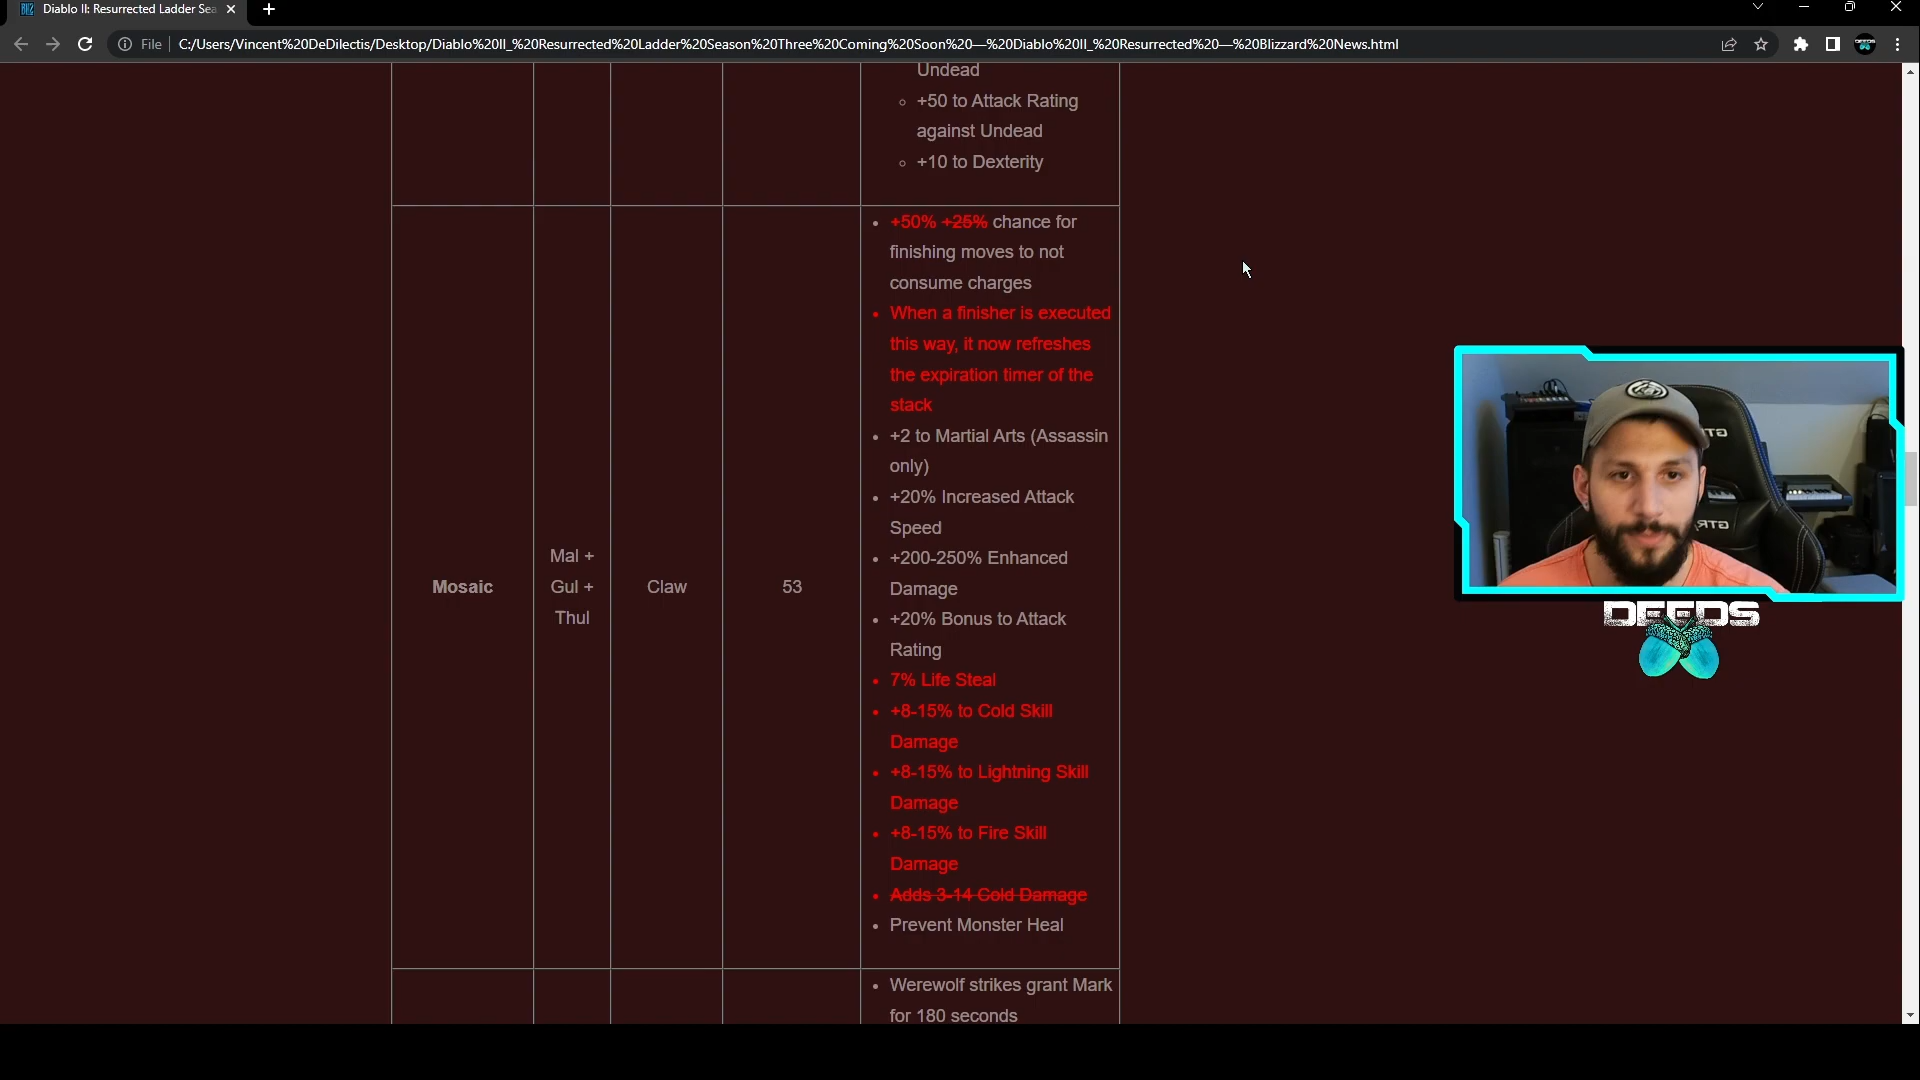 Diablo II: Resurrected Ladder Sea
File
C:/Users/Vincent%20DeDilectis/Desktop/Diablo%20II_%20Resurrected%20Ladder%20Season%20Three%20Coming%20Soon%20—%20Diablo%20II_%20Resurrected%20—%20Blizzard%20News.html
Undead
+50 to Attack Rating
against Undead
+10 to Dexterity
+50% +25% chance for
finishing moves to not
consume charges
When a finisher is executed
this way, it now refreshes
the expiration timer of the
stack
+2 to Martial Arts (Assassin
only)
+20% Increased Attack
Speed
+200-250% Enhanced
Damage
+20% Bonus to Attack
Rating
7% Life Steal
+8-15% to Cold Skill
Damage
+8-15% to Lightning Skill
Damage
+8-15% to Fire Skill
Damage
Adds 3-14 Cold Damage
Prevent Monster Heal
Mosaic
Mal +
Gul +
Thul
Claw
53
Werewolf strikes grant Mark
for 180 seconds
DEEDS